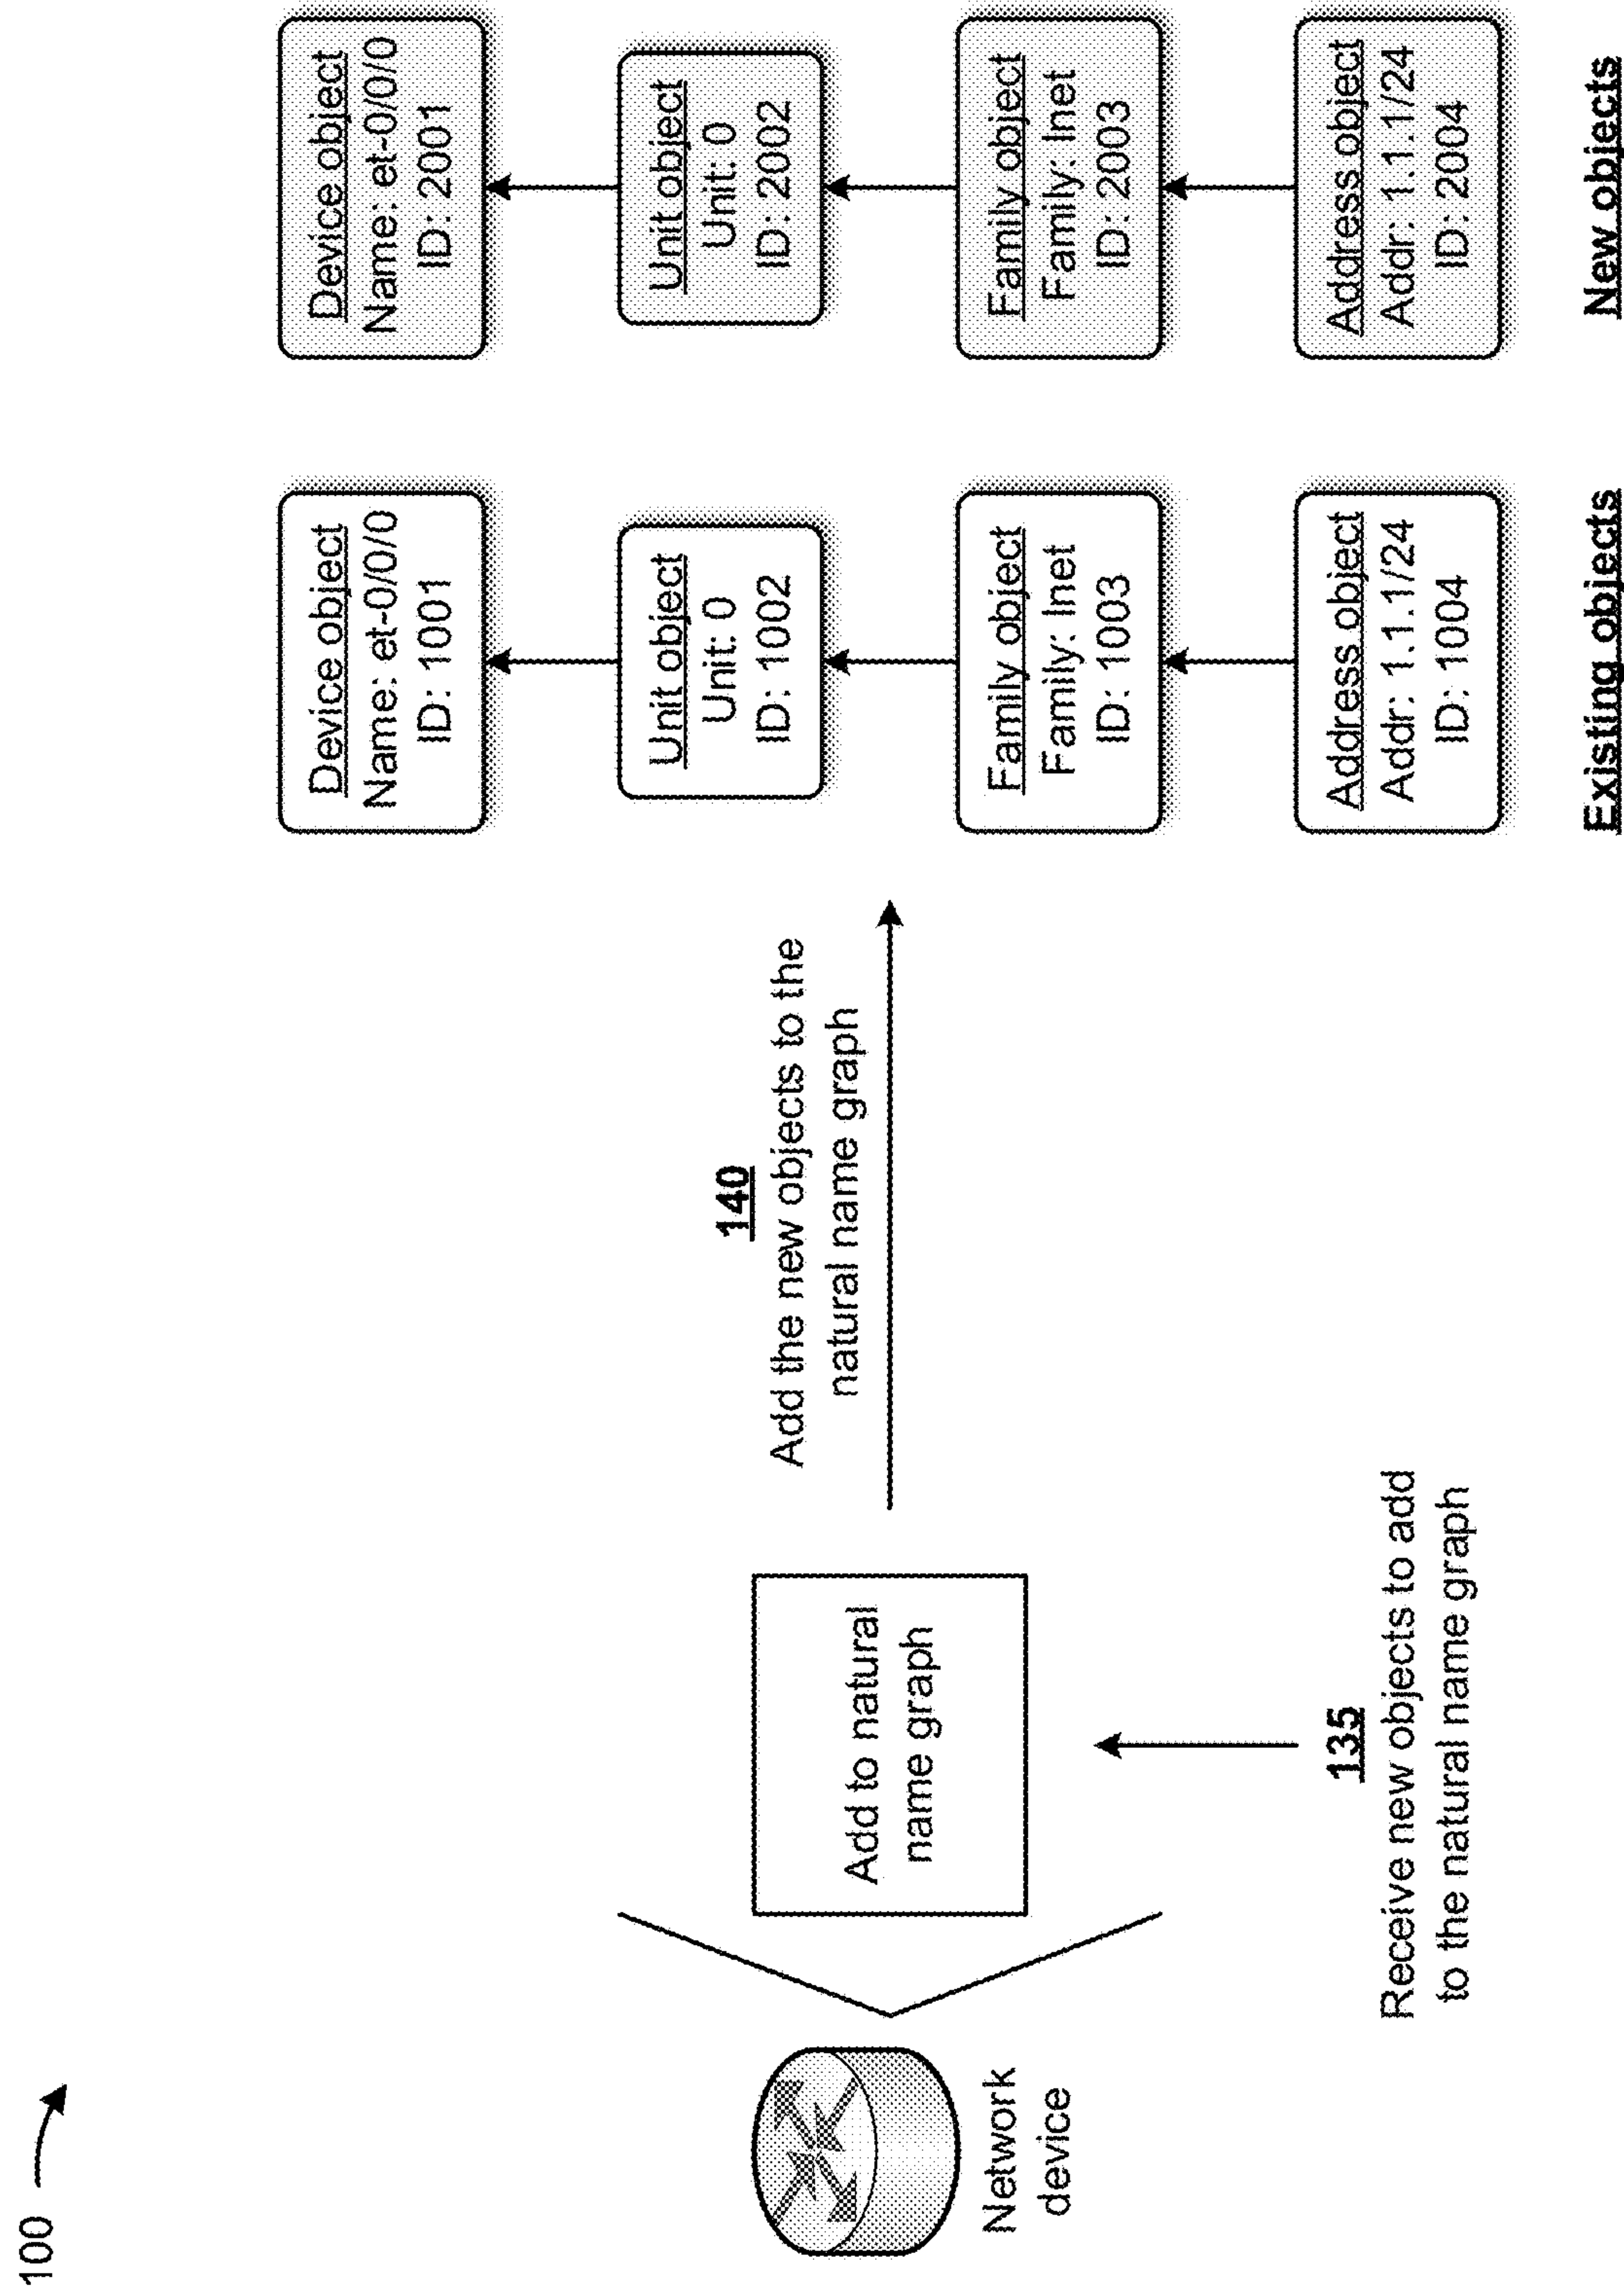 100
Network
device
Add to natural
name graph
135
Receive new objects to add
to the natural name graph
140
Add the new objects to the
natural name graph
Device object
Name: et-0/0/0
ID: 1001
Unit object
Unit: 0
ID: 1002
Family object
Family: Inet
ID: 1003
Address object
Addr: 1.1.1/24
ID: 1004
Existing objects
Device object
Name: et-0/0/0
ID: 2001
Unit object
Unit: 0
ID: 2002
Family object
Family: Inet
ID: 2003
Address object
Addr: 1.1.1/24
ID: 2004
New objects